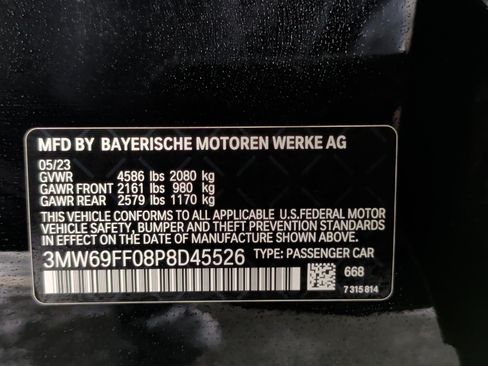 MFD BY BAYERISCHE MOTOREN WERKE AG
05/23
GVWR 4586 lbs 2080 kg
GAWR FRONT 2161 lbs 980 kg
GAWR REAR 2579 lbs 1170 kg
THIS VEHICLE CONFORMS TO ALL APPLICABLE U.S.FEDERAL MOTOR
VEHICLE SAFETY, BUMPER AND THEFT PREVENTION STANDARDS
IN EFFECT ON THE DATE OF MANUFACTURE SHOWN ABOVE.
3MW69FF08P8D45526 TYPE: PASSENGER CAR
668
7 315 814